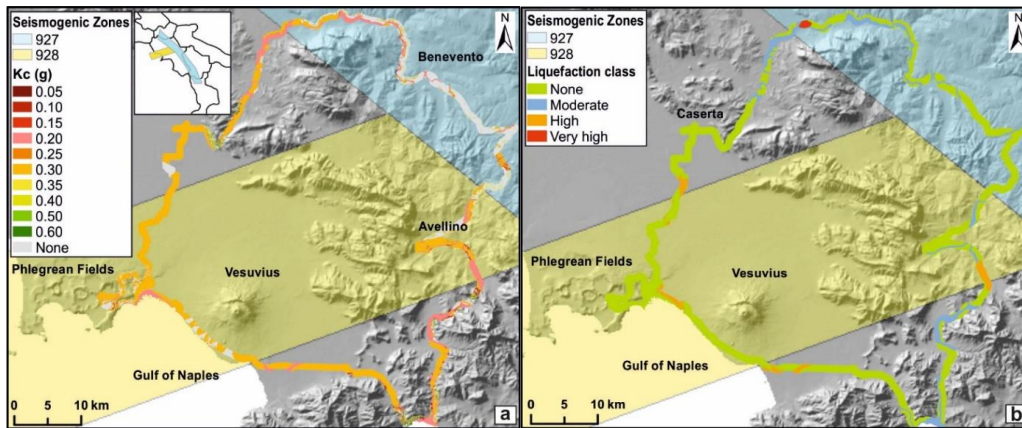 Seismogenic Zones
927
928
Kc (g)
0.05
0.10
0.15
0.20
0.25
0.30
0.35
0.40
0.50
0.60
None
N
Benevento
Avellino
Phlegrean Fields
Vesuvius
Gulf of Naples
0 5 10 km
a
Seismogenic Zones
927
928
Liquefaction class
None
Moderate
High
Very high
N
Caserta
Phlegrean Fields
Vesuvius
Gulf of Naples
0 5 10 km
b